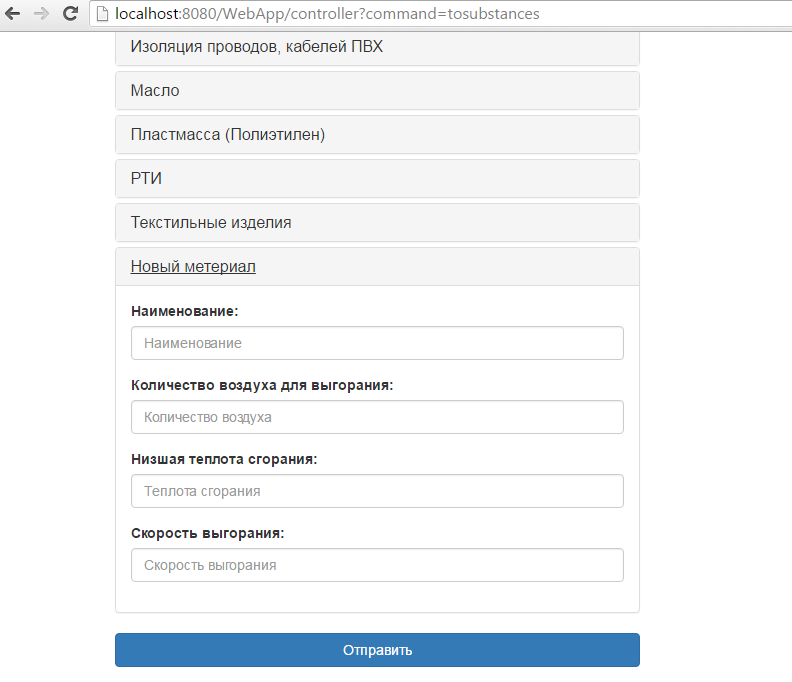 localhost:8080/WebApp/controller?command=tosubstances
Изоляция проводов, кабелей ПВХ
Масло
Пластмасса (Полиэтилен)
РТИ
Текстильные изделия
Новый метериал
Наименование:
Наименование
Количество воздуха для выгорания:
Количество воздуха
Низшая теплота сгорания:
Теплота сгорания
Скорость выгорания:
Скорость выгорания
Отправить